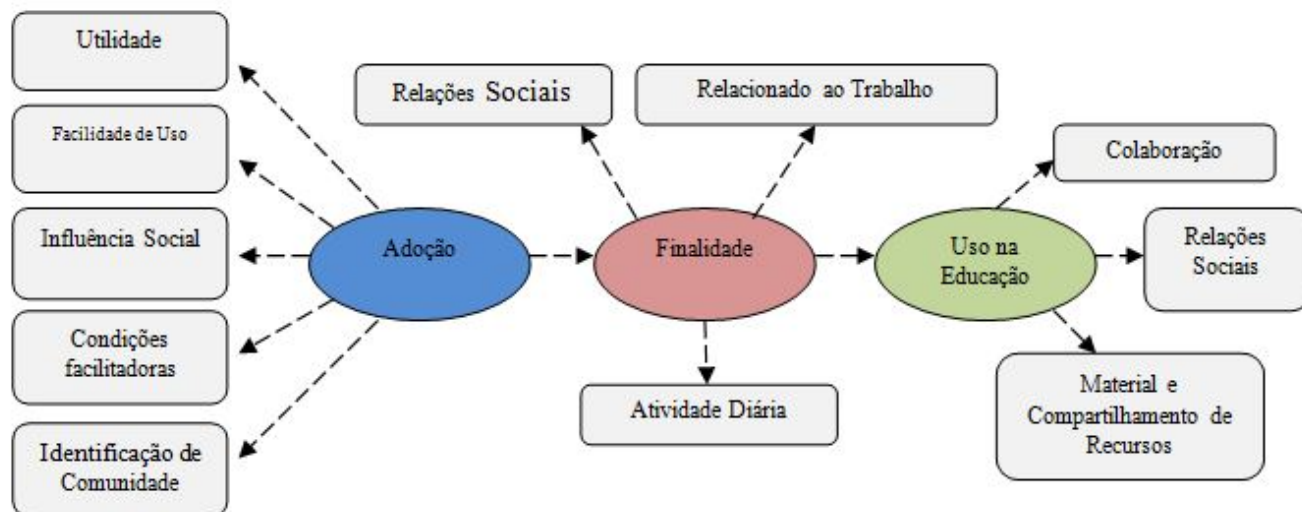 Utilidade
Relações Sociais
Relacionado ao Trabalho
Facilidade de Uso
Colaboração
Influência Social
Adoção
Finalidade
Uso na
Educação
Relações
Sociais
Condições
facilitadoras
Atividade Diária
Material e
Compartilhamento de
Recursos
Identificação de
Comunidade